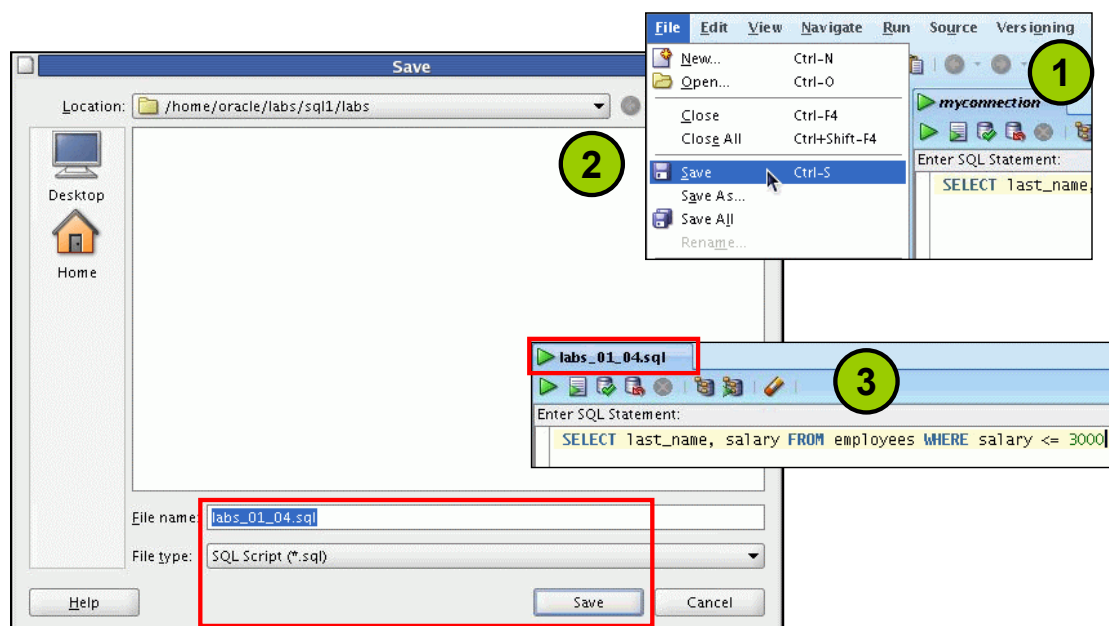 File Edit View Navigate Run Source Versioning
New... Ctrl-N
Open... Ctrl-O
Close Ctrl-F4
Close All Ctrl+Shift-F4
Save Ctrl-S
Save As...
Save All
Rename...
1
myconnection
Enter SQL Statement:
SELECT last_name,
Save
Location: /home/oracle/labs/sql1/labs
2
Desktop
Home
File name: labs_01_04.sql
File type: SQL Script (*.sql)
Help Save Cancel
labs_01_04.sql
3
Enter SQL Statement:
SELECT last_name, salary FROM employees WHERE salary <= 3000